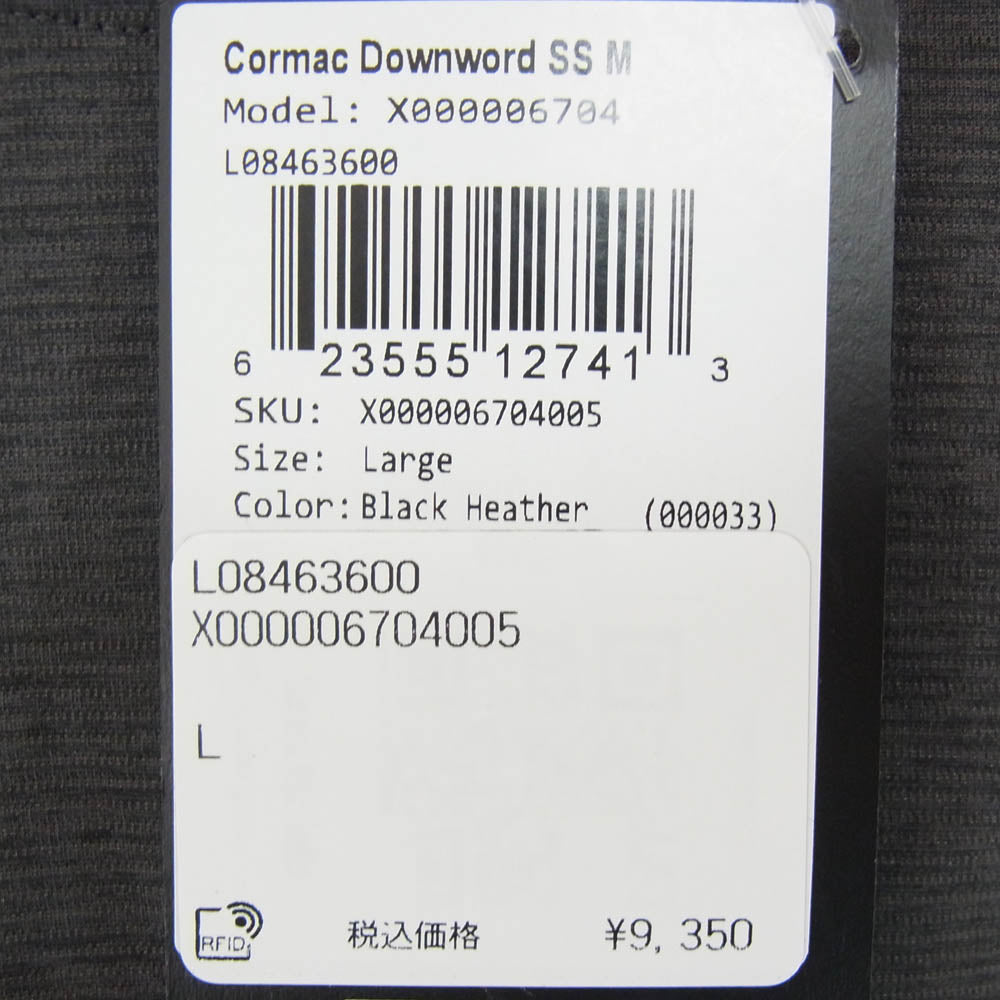 Cormac Downword SS M
Model: X000006704
L08463600
6 23555 12741 3
SKU: X000006704005
Size: Large
Color: Black Heather (000033)
L08463600
X000006704005
L
RFID 税込価格 ¥9, 350